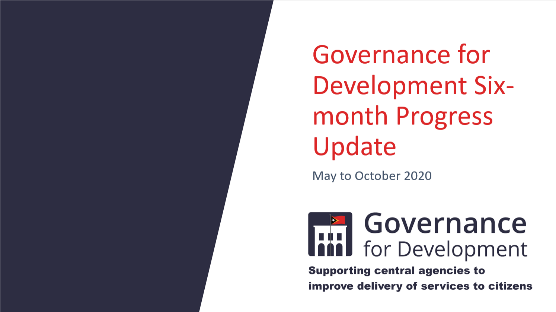 Governance for
Development Six-
month Progress
Update
May to October 2020
Governance
for Development
Supporting central agencies to
improve delivery of services to citizens